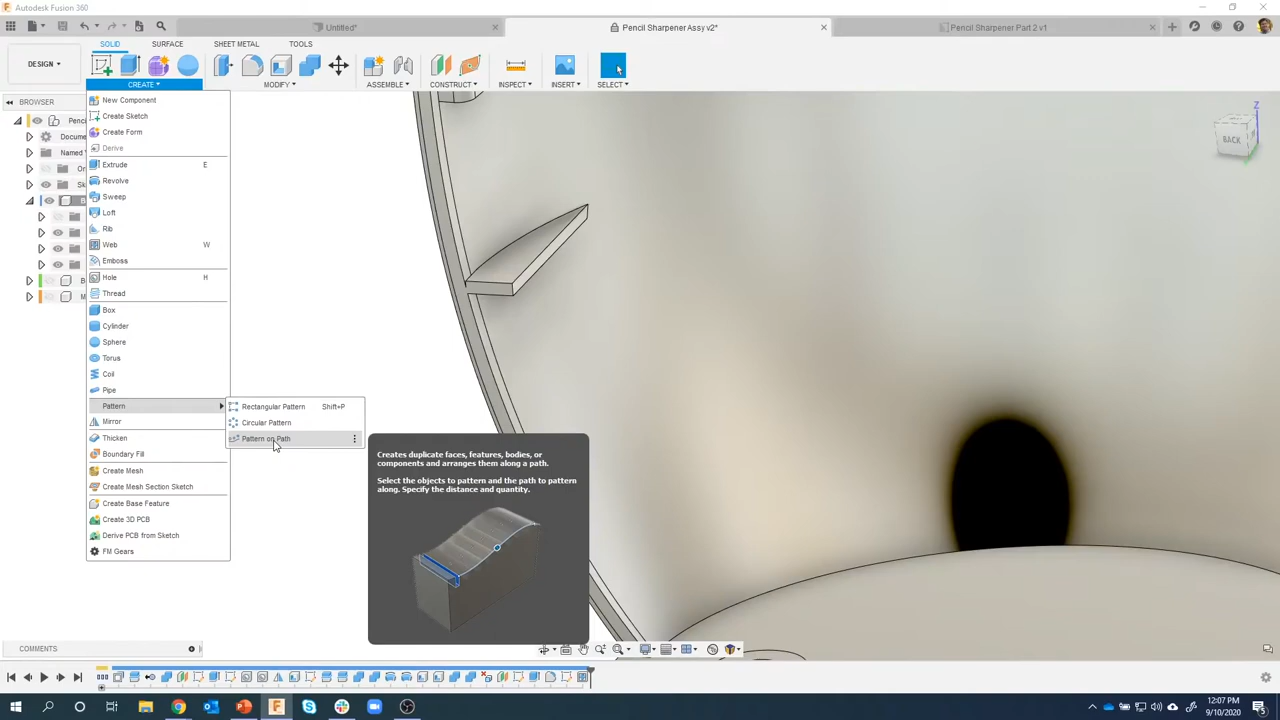 Autodesk Fusion 360
Untitled*
Pencil Sharpener Assy v2*
Pencil Sharpener Part 2 v1
SOLID
SURFACE
SHEET METAL
TOOLS
DESIGN
CREATE
MODIFY
ASSEMBLE
CONSTRUCT
INSPECT
INSERT
SELECT
BROWSER
Penci
Docume
Named
Or
Sk
B
B
M
New Component
Create Sketch
Create Form
Derive
Extrude E
Revolve
Sweep
Loft
Rib
Web W
Emboss
Hole H
Thread
Box
Cylinder
Sphere
Torus
Coil
Pipe
Pattern
Mirror
Thicken
Boundary Fill
Create Mesh
Create Mesh Section Sketch
Create Base Feature
Create 3D PCB
Derive PCB from Sketch
FM Gears
Rectangular Pattern Shift+P
Circular Pattern
Pattern on Path
Creates duplicate faces, features, bodies, or
components and arranges them along a path.
Select the objects to pattern and the path to pattern
along. Specify the distance and quantity.
Z
BACK
COMMENTS
12:07 PM
9/10/2020